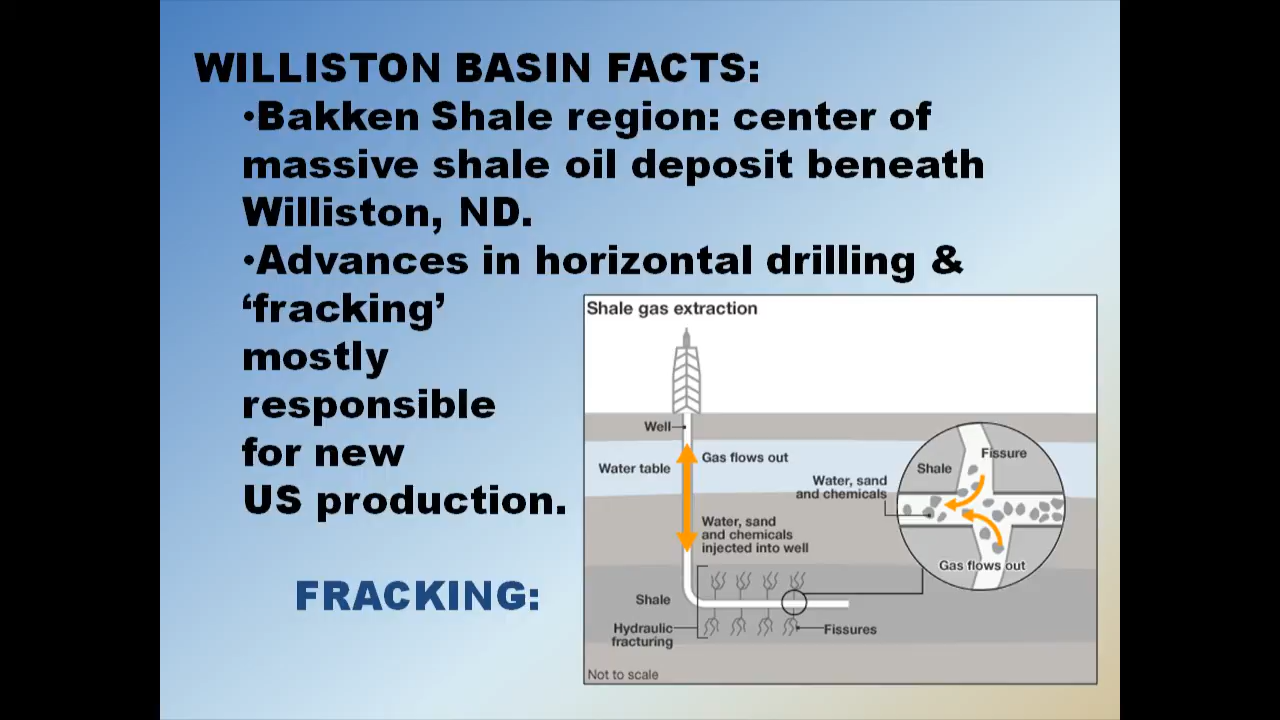 WILLISTON BASIN FACTS:
•Bakken Shale region: center of
massive shale oil deposit beneath
Williston, ND.
•Advances in horizontal drilling &
‘fracking’
mostly
responsible
for new
US production.
FRACKING:
Shale gas extraction
Well
Water table
Gas flows out
Water, sand
and chemicals
injected into well
Shale
Hydraulic
fracturing
Fissures
Not to scale
Water, sand
and chemicals
Shale
Fissure
Gas flows out